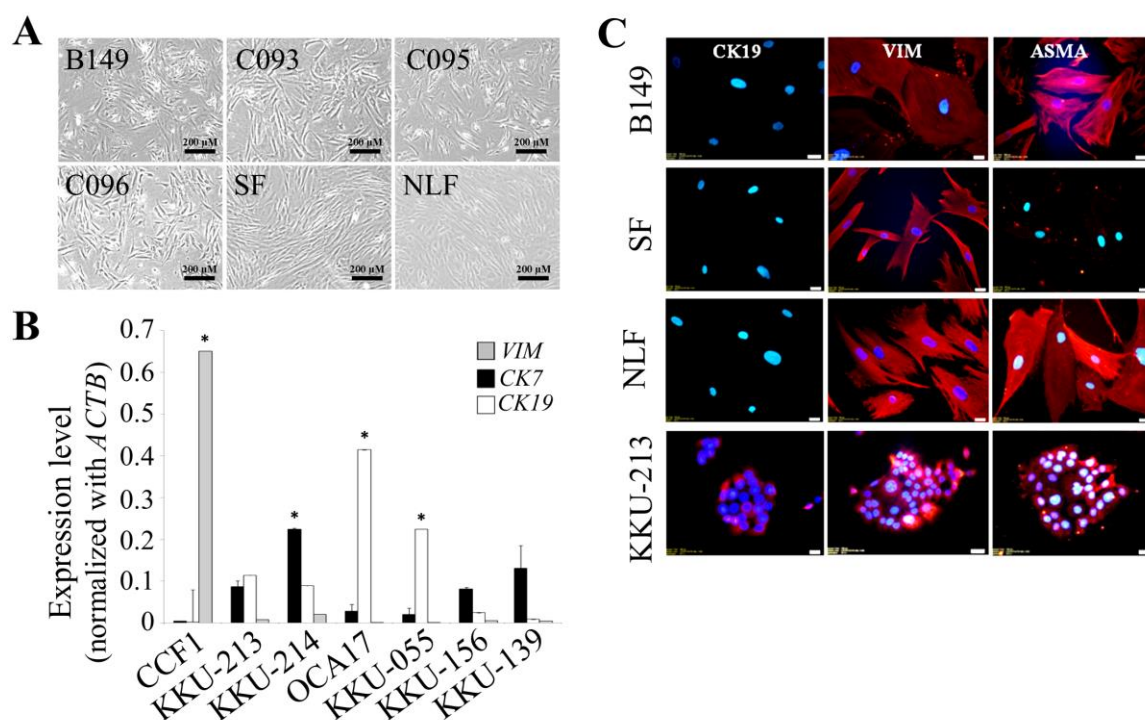 A
B149
C093
C095
200 µM
200 µM
200 µM
C096
SF
NLF
200 µM
200 µM
200 µM
B
Expression level
(normalized with ACTB)
0.7
0.6
0.5
0.4
0.3
0.2
0.1
0
*
*
*
*
VIM
CK7
CK19
CCF1
KKU-213
KKU-214
OCA17
KKU-055
KKU-156
KKU-139
C
CK19
VIM
ASMA
B149
SF
NLF
KKU-213